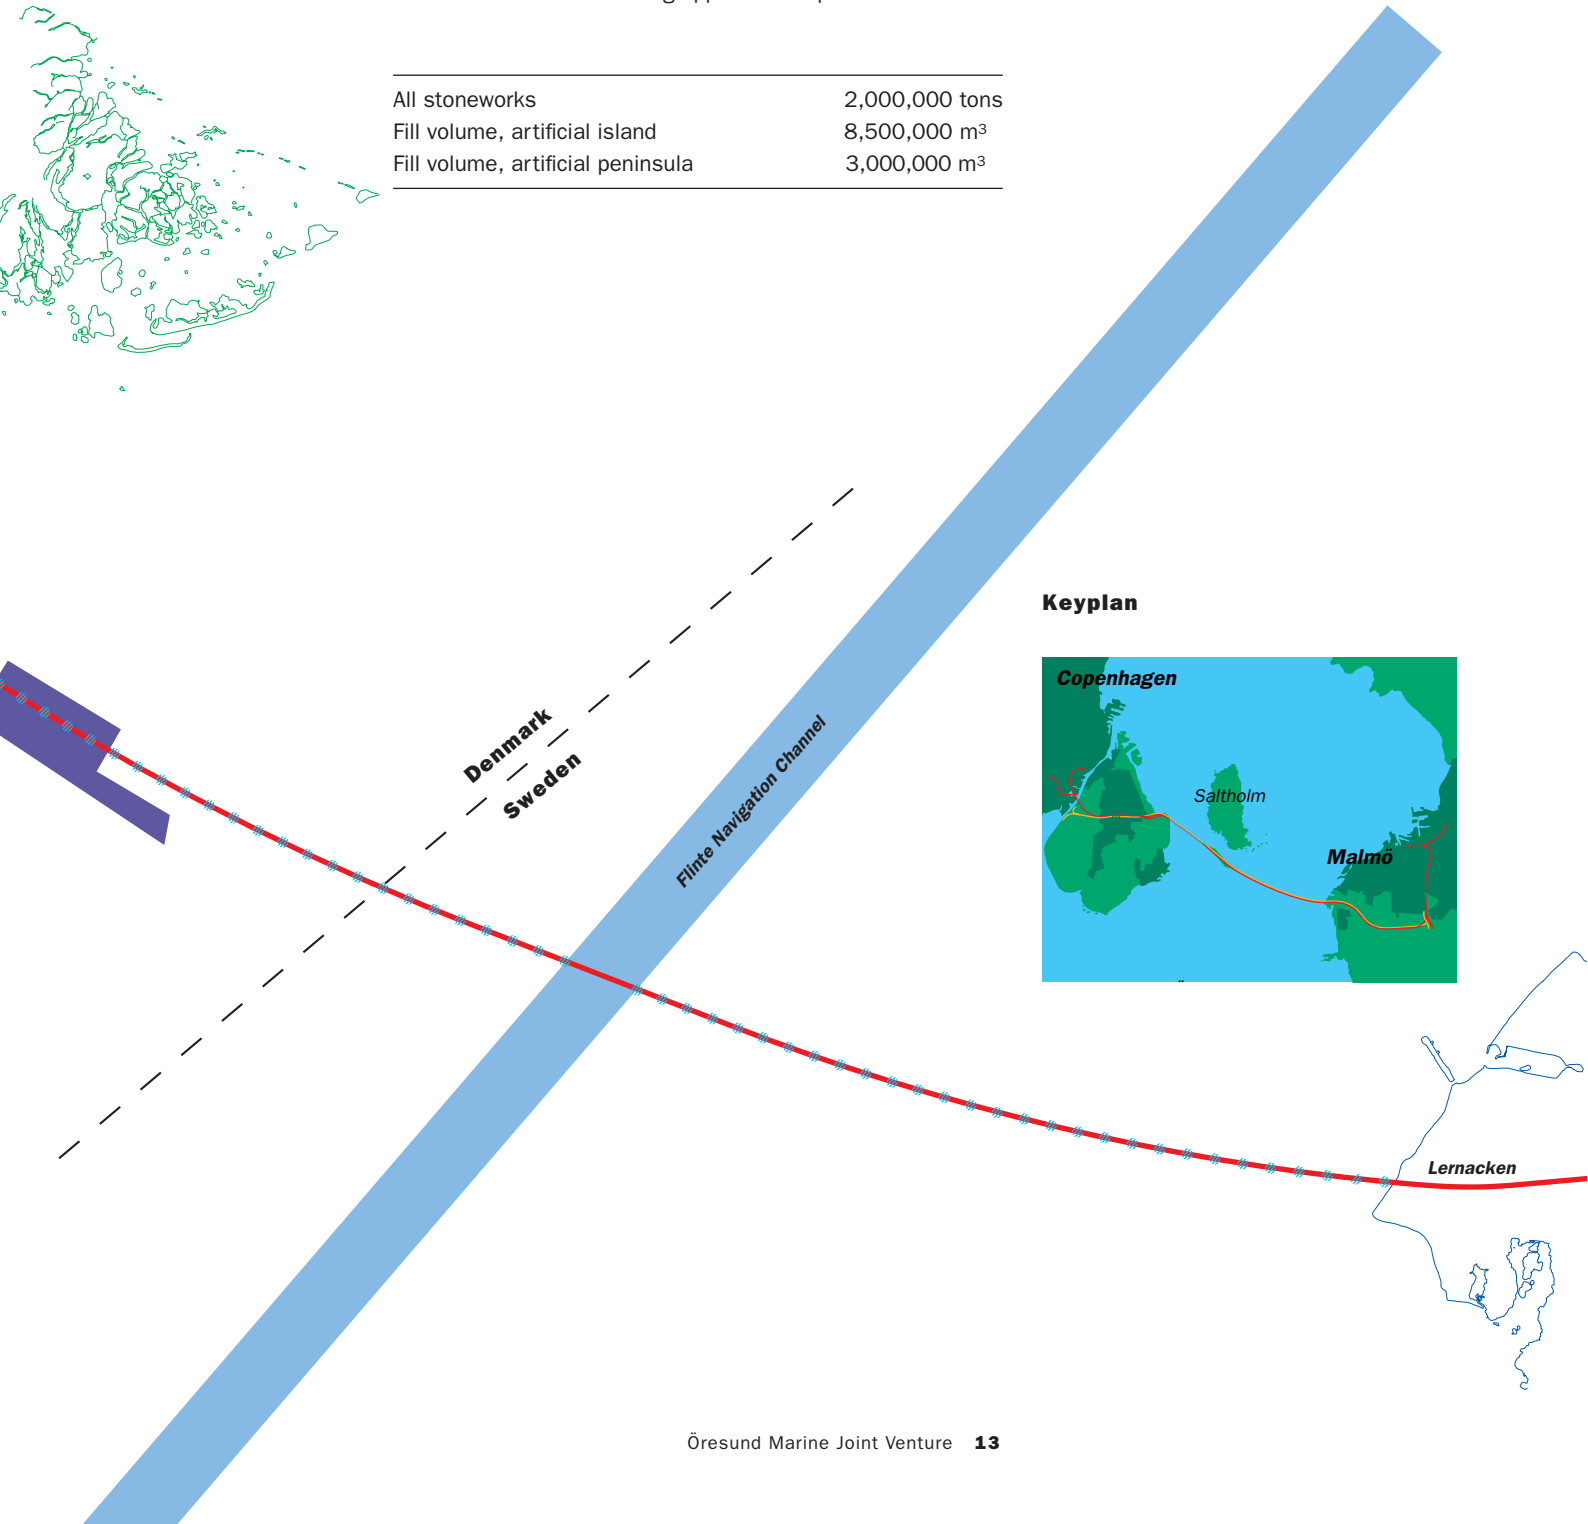 All stoneworks 2,000,000 tons
Fill volume, artificial island 8,500,000 m³
Fill volume, artificial peninsula 3,000,000 m³
Keyplan
Copenhagen
Saltholm
Malmö
Denmark
Sweden
Flinte Navigation Channel
Lernacken
Öresund Marine Joint Venture 13